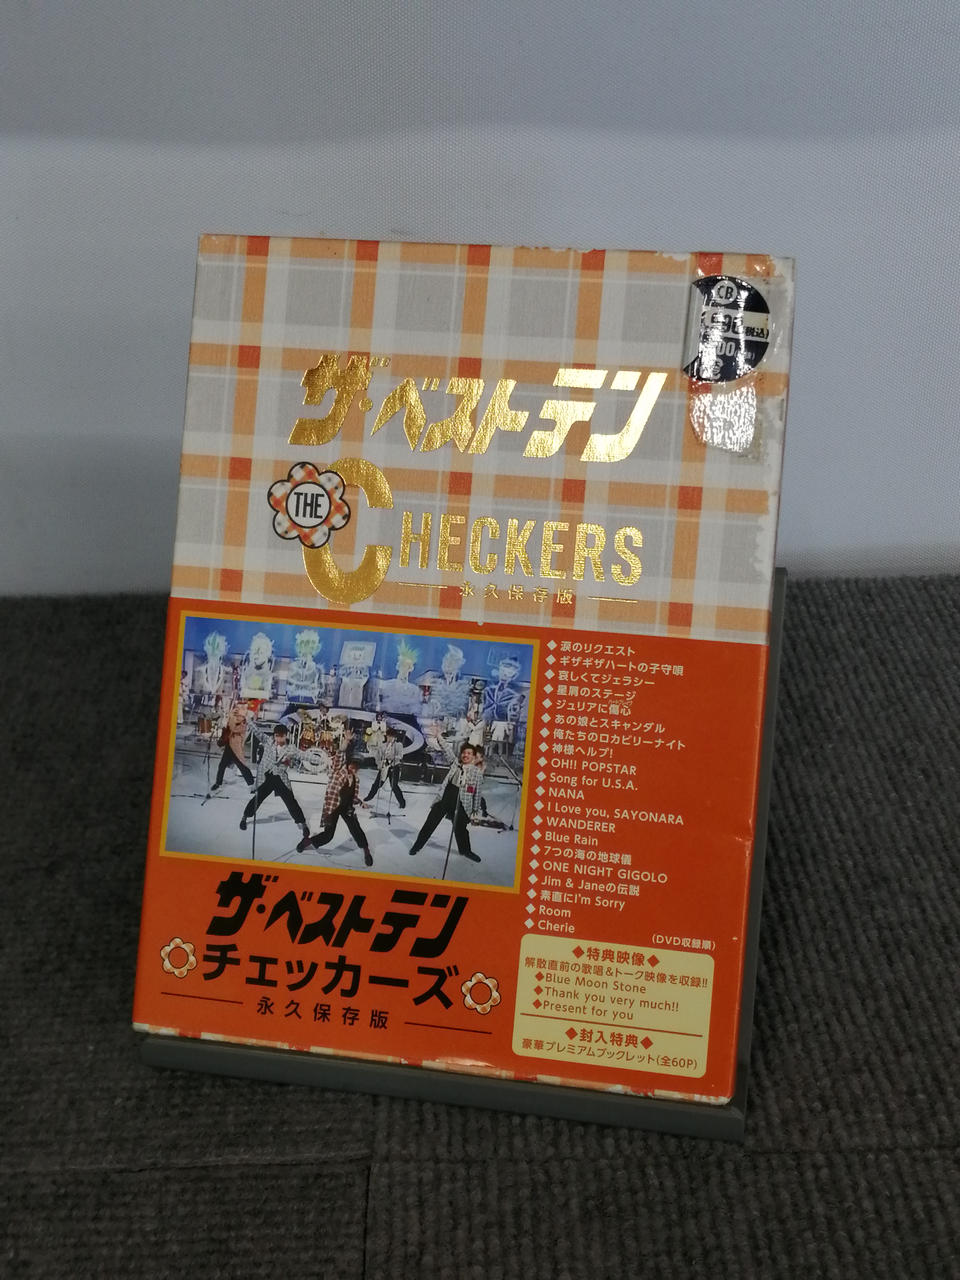 CB
ザ・ベストテン
THE
CHECKERS
永久保存版
◆涙のリクエスト
◆ギザギザハートの子守唄
◆哀しくてジェラシー
◆星屑のステージ
◆ジュリアに傷心
◆あの娘とスキャンダル
◆俺たちのロカビリーナイト
◆神様ヘルプ!
◆OH!! POPSTAR
◆Song for U.S.A.
◆NANA
◆I Love you, SAYONARA
◆WANDERER
◆Blue Rain
◆7つの海の地球儀
◆ONE NIGHT GIGOLO
◆Jim & Janeの伝説
◆素直にI'm Sorry
◆Room
◆Cherie
(DVD収録順)
ザ・ベストテン
チェッカーズ
永久保存版
◆特典映像◆
解散直前の歌唱&トーク映像を収録!!
◆Blue Moon Stone
◆Thank you very much!!
◆Present for you
◆封入特典◆
豪華プレミアムブックレット(全60P)